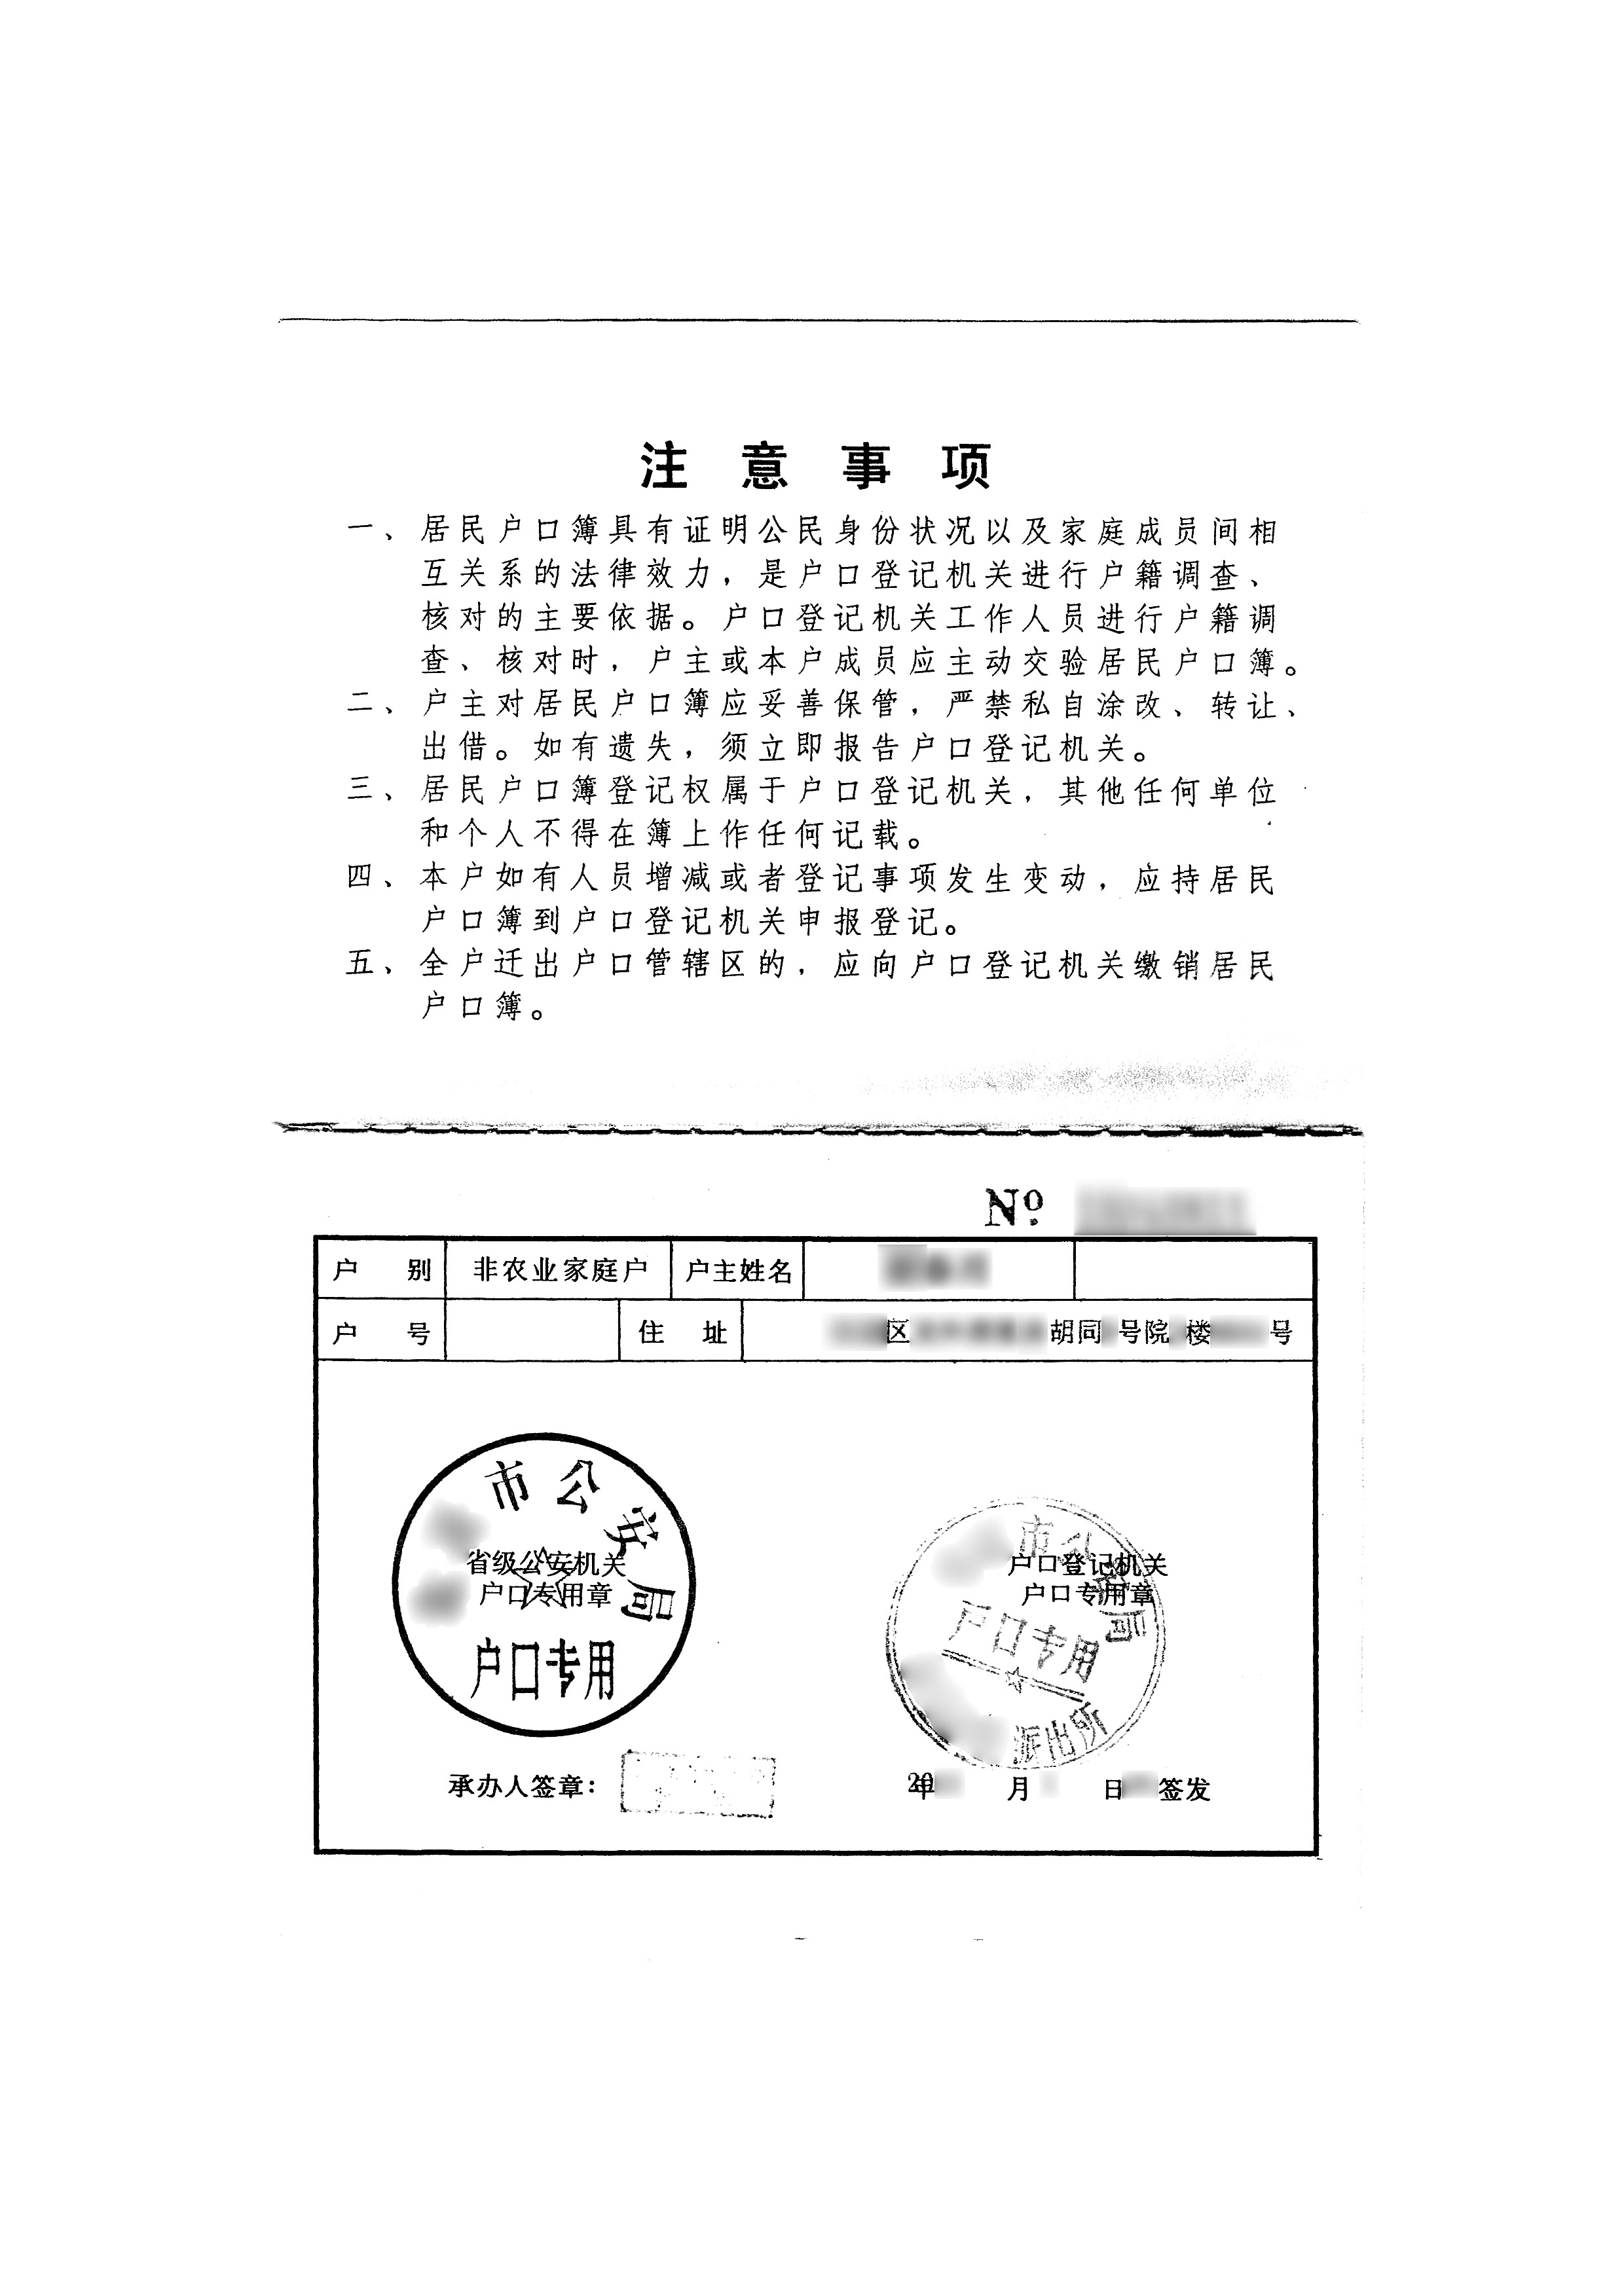 注意事项
一、居民户口簿具有证明公民身份状况以及家庭成员间相
互关系的法律效力，是户口登记机关进行户籍调查、
核对的主要依据。户口登记机关工作人员进行户籍调
查、核对时，户主或本户成员应主动交验居民户口簿。
二、户主对居民户口簿应妥善保管，严禁私自涂改、转让、
出借。如有遗失，须立即报告户口登记机关。
三、居民户口簿登记权属于户口登记机关，其他任何单位
和个人不得在簿上作任何记载。
四、本户如有人员增减或者登记事项发生变动，应持居民
户口簿到户口登记机关申报登记。
五、全户迁出户口管辖区的，应向户口登记机关缴销居民
户口簿。
No.
户别 非农业家庭户 户主姓名
户号 住址 区 胡同 号院 楼 号
市公安局
省级公安机关
户口专用章
户口专用
市公安局
户口登记机关
户口专用章
户口专用
派出所
承办人签章： 20 年 月 日 签发